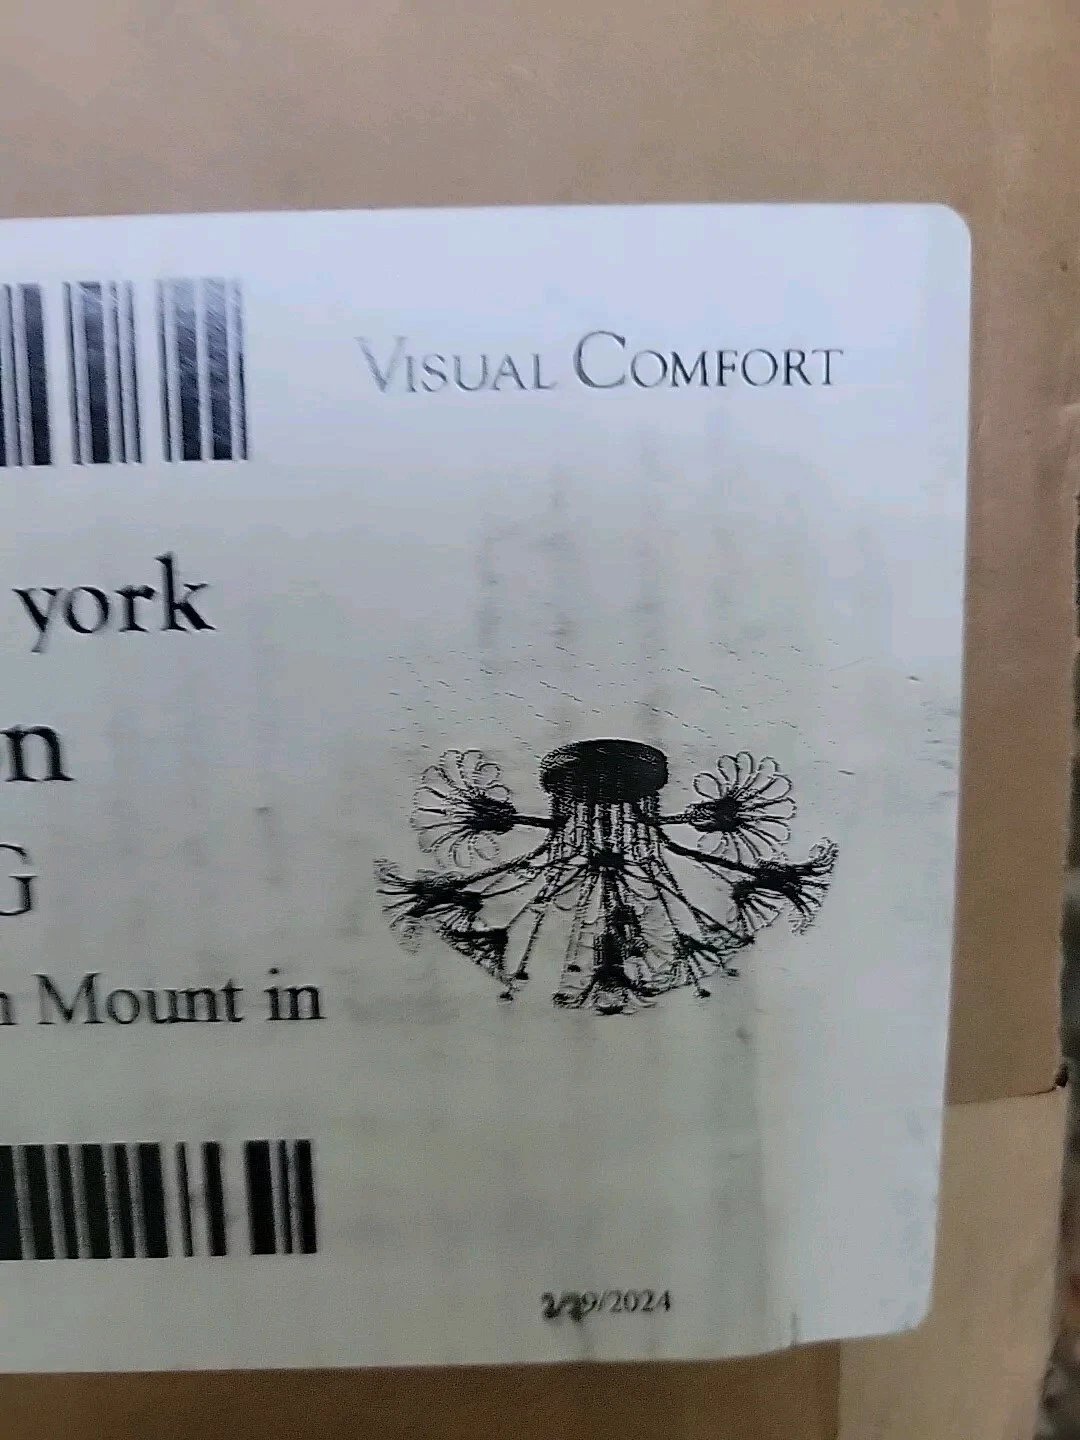 VISUAL COMFORT
york
n
G
Mount in
/2024